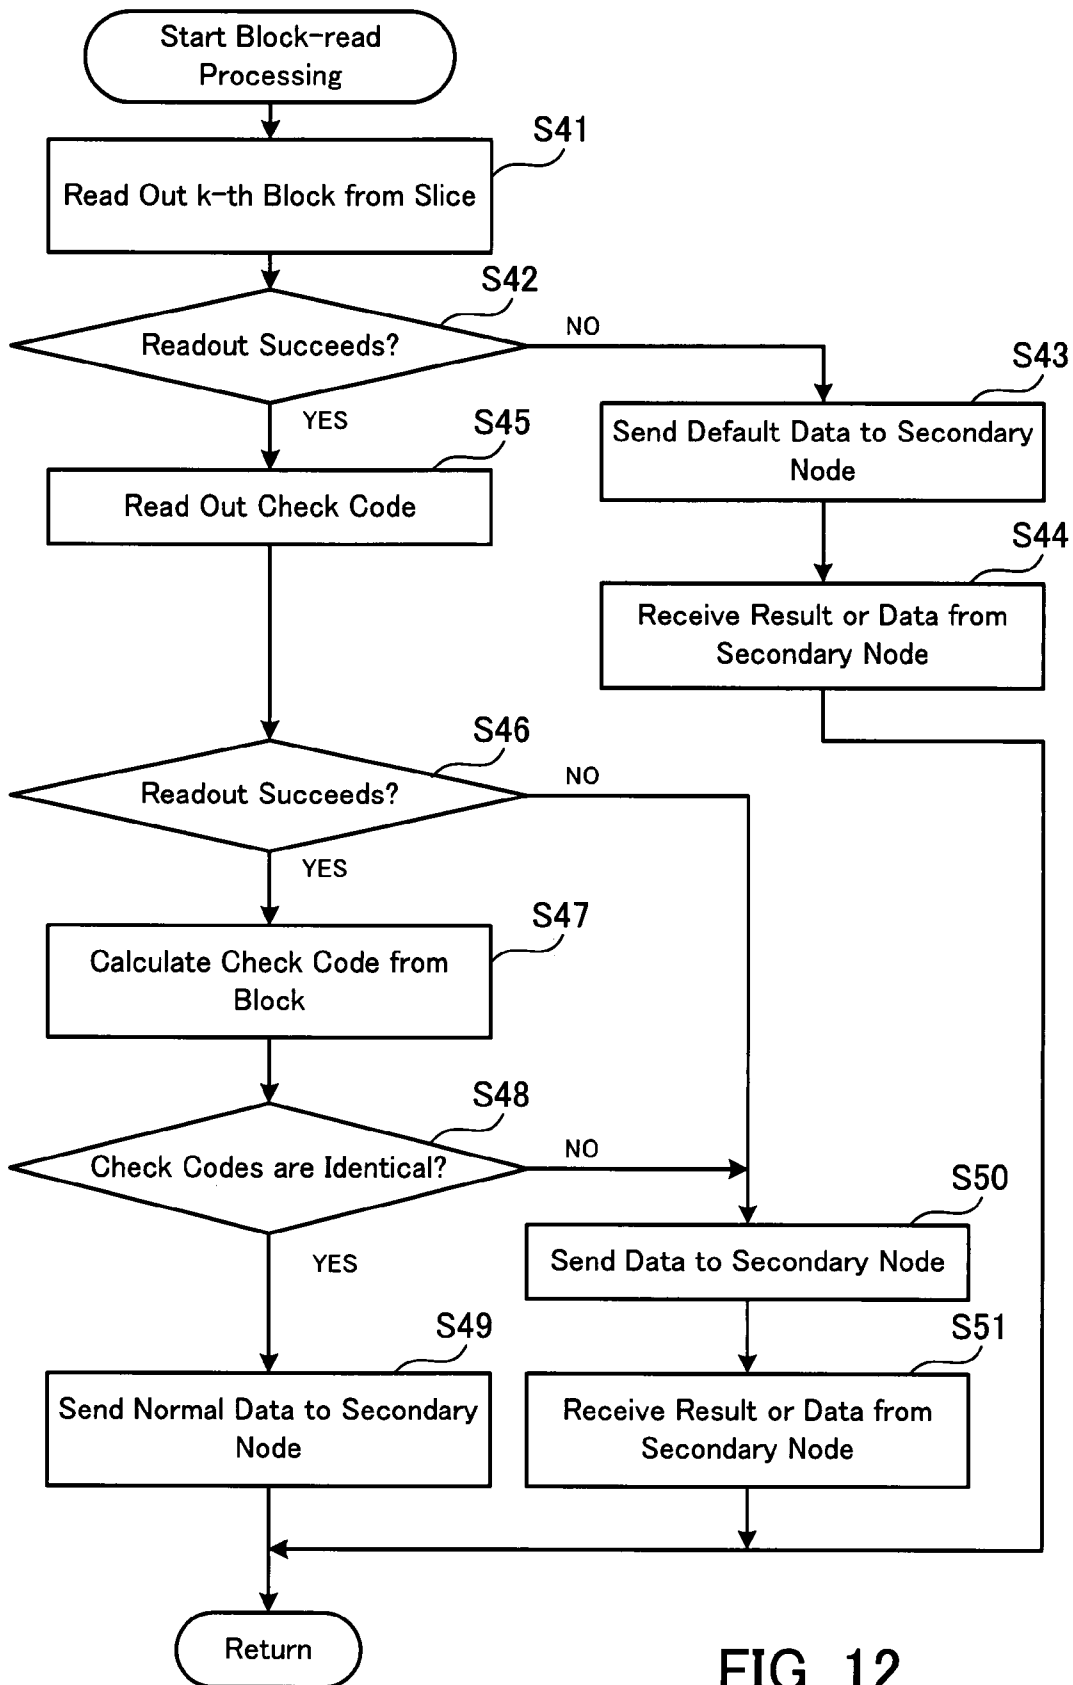 Start Block-read
Processing
S41
Read Out k-th Block from Slice
S42
Readout Succeeds?
NO
YES
S43
Send Default Data to Secondary
Node
S44
Receive Result or Data from
Secondary Node
S45
Read Out Check Code
S46
Readout Succeeds?
NO
YES
S47
Calculate Check Code from
Block
S48
Check Codes are Identical?
NO
YES
S49
Send Normal Data to Secondary
Node
S50
Send Data to Secondary Node
S51
Receive Result or Data from
Secondary Node
Return
FIG. 12